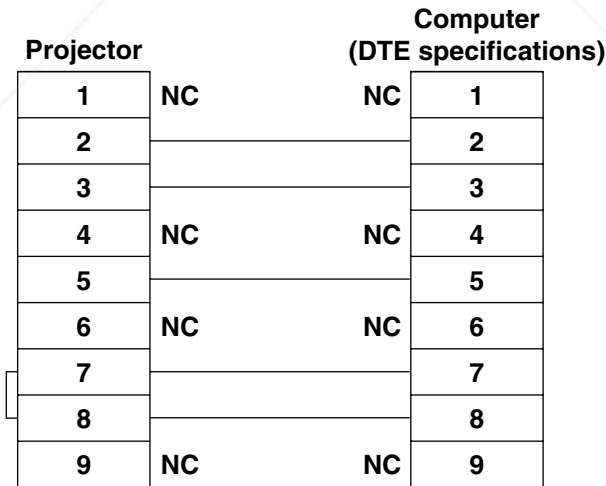 Computer
Projector (DTE specifications)
1 NC NC 1
2 2
3 3
4 NC NC 4
5 5
6 NC NC 6
7 7
8 8
9 NC NC 9